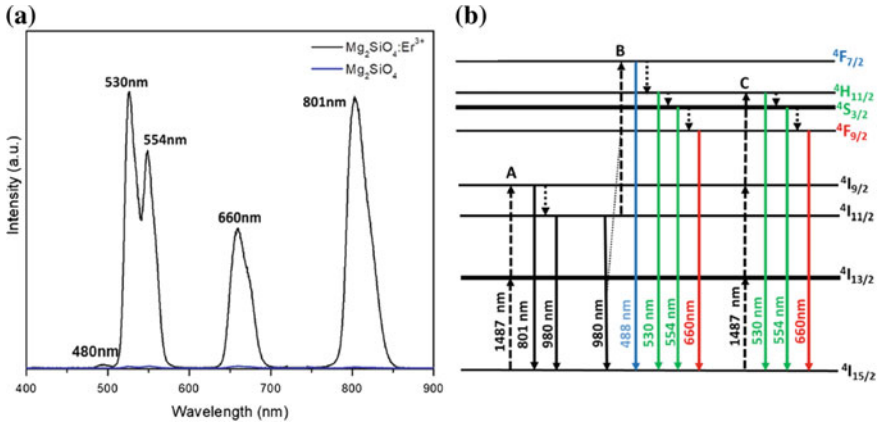 (a)
Mg₂SiO₄:Er³⁺
Mg₂SiO₄
530nm
554nm
801nm
660nm
480nm
Intensity (a.u.)
400 500 600 700 800 900
Wavelength (nm)
(b)
B
⁴F₇/₂
C
⁴H₁₁/₂
⁴S₃/₂
⁴F₉/₂
A
⁴I₉/₂
⁴I₁₁/₂
⁴I₁₃/₂
1487 nm
801 nm
980 nm
980 nm
488 nm
530 nm
554 nm
660nm
1487 nm
530 nm
554 nm
660nm
⁴I₁₅/₂